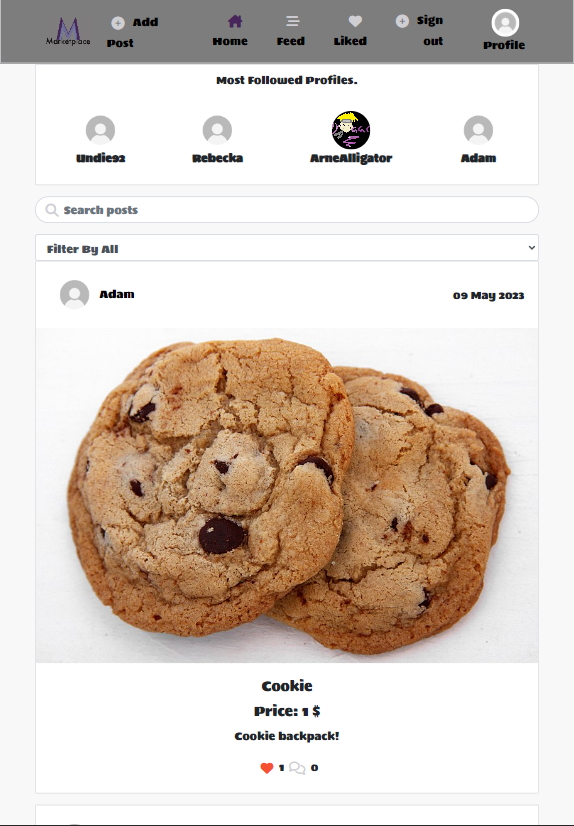 Marketplace
Add
Post
Home
Feed
Liked
Sign
out
Profile
Most Followed Profiles.
Undie92
Rebecka
ArneAlligator
Adam
Search posts
Filter By All
Adam
09 May 2023
Cookie
Price: 1 $
Cookie backpack!
1
0